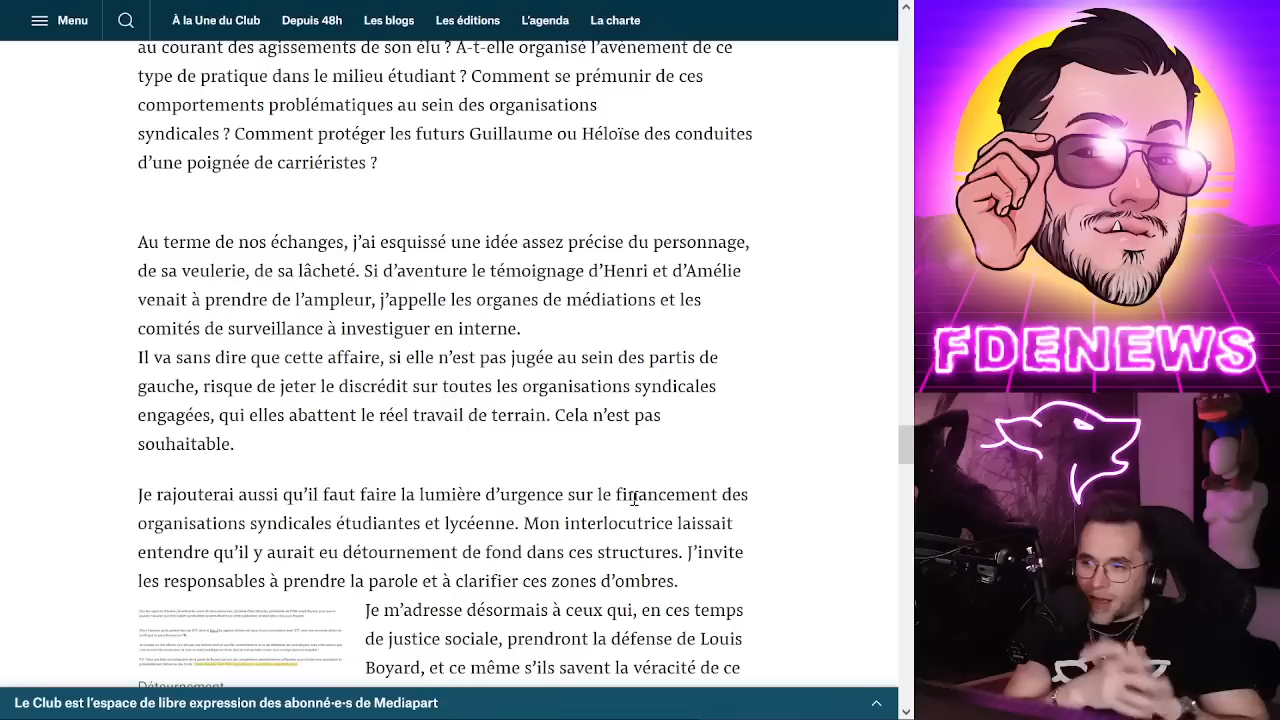 Menu
À la Une du Club
Depuis 48h
Les blogs
Les éditions
L'agenda
La charte
au courant des agissements de son élu ? A-t-elle organisé l’avènement de ce
type de pratique dans le milieu étudiant ? Comment se prémunir de ces
comportements problématiques au sein des organisations
syndicales ? Comment protéger les futurs Guillaume ou Héloïse des conduites
d’une poignée de carriéristes ?
Au terme de nos échanges, j’ai esquissé une idée assez précise du personnage,
de sa veulerie, de sa lâcheté. Si d’aventure le témoignage d’Henri et d’Amélie
venait à prendre de l’ampleur, j’appelle les organes de médiations et les
comités de surveillance à investiguer en interne.
Il va sans dire que cette affaire, si elle n’est pas jugée au sein des partis de
gauche, risque de jeter le discrédit sur toutes les organisations syndicales
engagées, qui elles abattent le réel travail de terrain. Cela n’est pas
souhaitable.
Je rajouterai aussi qu’il faut faire la lumière d’urgence sur le financement des
organisations syndicales étudiantes et lycéenne. Mon interlocutrice laissait
entendre qu’il y aurait eu détournement de fond dans ces structures. J’invite
les responsables à prendre la parole et à clarifier ces zones d’ombres.
Je m’adresse désormais à ceux qui, sous tubs
de justice sociale, prendront la défense de Louis
Boyard, et ce même s’il savent la véracité de ce
Détournement
Le Club est l'espace de libre expression des abonné·e·s de Mediapart
FDENEWS